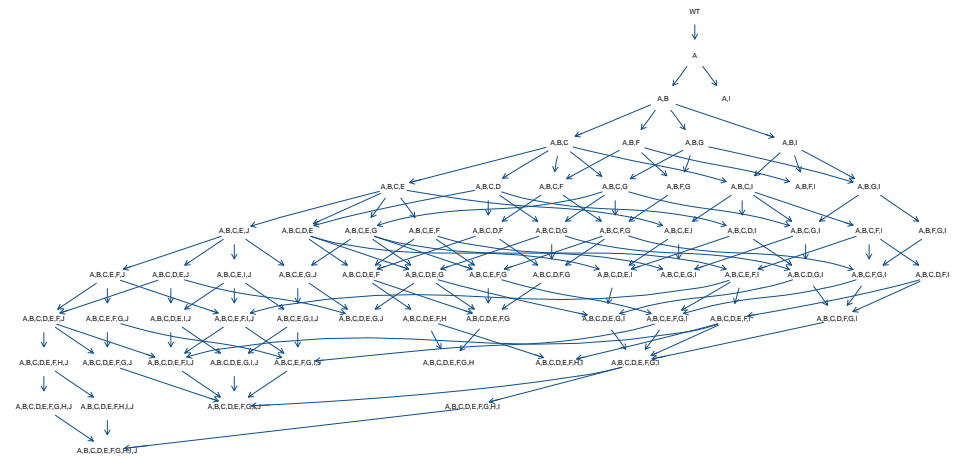 WT
A
A,B
A,I
A,B,C
A,B,F
A,B,G
A,B,I
A,B,C,E
A,B,C,D
A,B,C,F
A,B,C,G
A,B,F,G
A,B,C,I
A,B,F,I
A,B,G,I
A,B,C,E,J
A,B,C,D,E
A,B,C,E,G
A,B,C,E,F
A,B,C,D,F
A,B,C,D,G
A,B,C,F,G
A,B,C,E,I
A,B,C,D,I
A,B,C,G,I
A,B,C,F,I
A,B,F,G,I
A,B,C,E,F,J
A,B,C,D,E,J
A,B,C,E,I,J
A,B,C,E,G,J
A,B,C,D,E,F
A,B,C,D,E,G
A,B,C,E,F,G
A,B,C,D,F,G
A,B,C,D,E,I
A,B,C,E,G,I
A,B,C,E,F,I
A,B,C,D,G,I
A,B,C,F,G,I
A,B,C,D,F,I
A,B,C,D,E,F,J
A,B,C,E,F,G,J
A,B,C,D,E,I,J
A,B,C,E,F,I,J
A,B,C,E,G,I,J
A,B,C,D,E,G,J
A,B,C,D,E,F,H
A,B,C,D,E,F,G
A,B,C,D,E,G,I
A,B,C,E,F,G,I
A,B,C,D,E,F,I
A,B,C,D,F,G,I
A,B,C,D,E,F,H,J
A,B,C,D,E,F,G,J
A,B,C,D,E,F,I,J
A,B,C,D,E,G,I,J
A,B,C,E,F,G,I,J
A,B,C,D,E,F,G,H
A,B,C,D,E,F,H,I
A,B,C,D,E,F,G,I
A,B,C,D,E,F,G,H,J
A,B,C,D,E,F,H,I,J
A,B,C,D,E,F,G,I,J
A,B,C,D,E,F,G,H,I
A,B,C,D,E,F,G,H,I,J